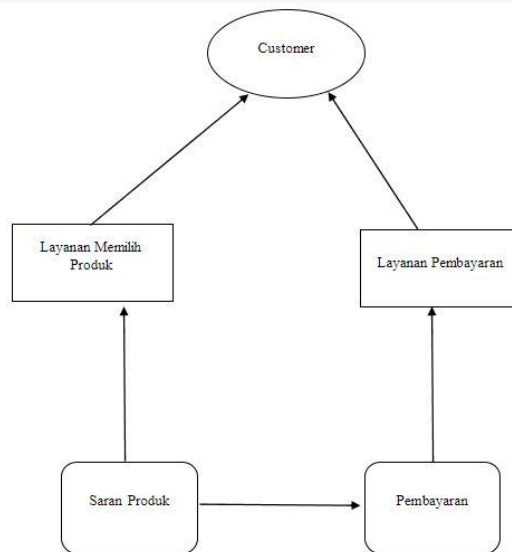 Customer
Layanan Memilih
Produk
Layanan Pembayaran
Saran Produk
Pembayaran